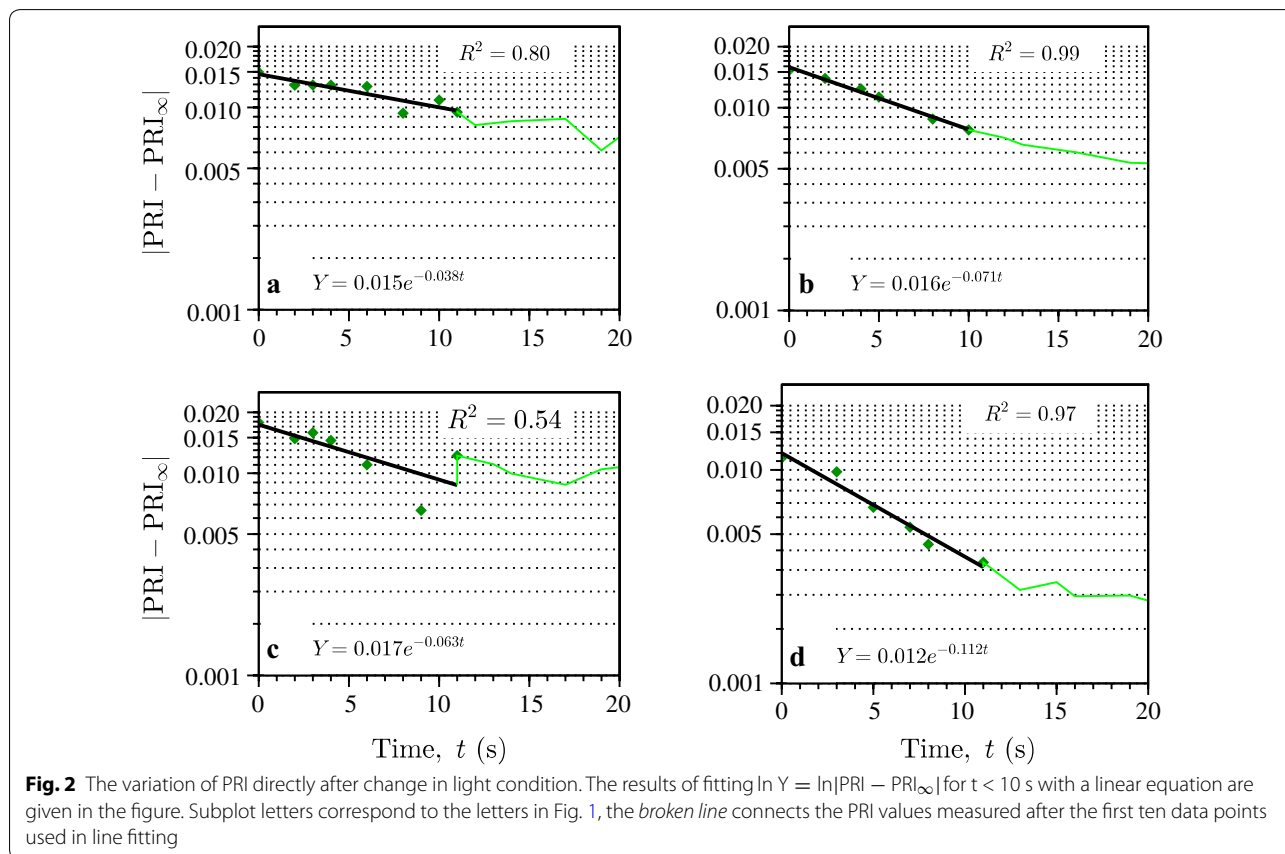 0.020
0.015
0.010
0.005
0.001
|PRI − PRI∞|
R² = 0.80
a Y = 0.015e^{−0.038t}
0 5 10 15 20
0.020
0.015
0.010
0.005
0.001
R² = 0.99
b Y = 0.016e^{−0.071t}
0 5 10 15 20
0.020
0.015
0.010
0.005
0.001
|PRI − PRI∞|
R² = 0.54
c Y = 0.017e^{−0.063t}
0 5 10 15 20
Time, t (s)
0.020
0.015
0.010
0.005
0.001
R² = 0.97
d Y = 0.012e^{−0.112t}
0 5 10 15 20
Time, t (s)
Fig. 2 The variation of PRI directly after change in light condition. The results of fitting ln Y = ln|PRI − PRI∞| for t < 10 s with a linear equation are
given in the figure. Subplot letters correspond to the letters in Fig. 1, the broken line connects the PRI values measured after the first ten data points
used in line fitting